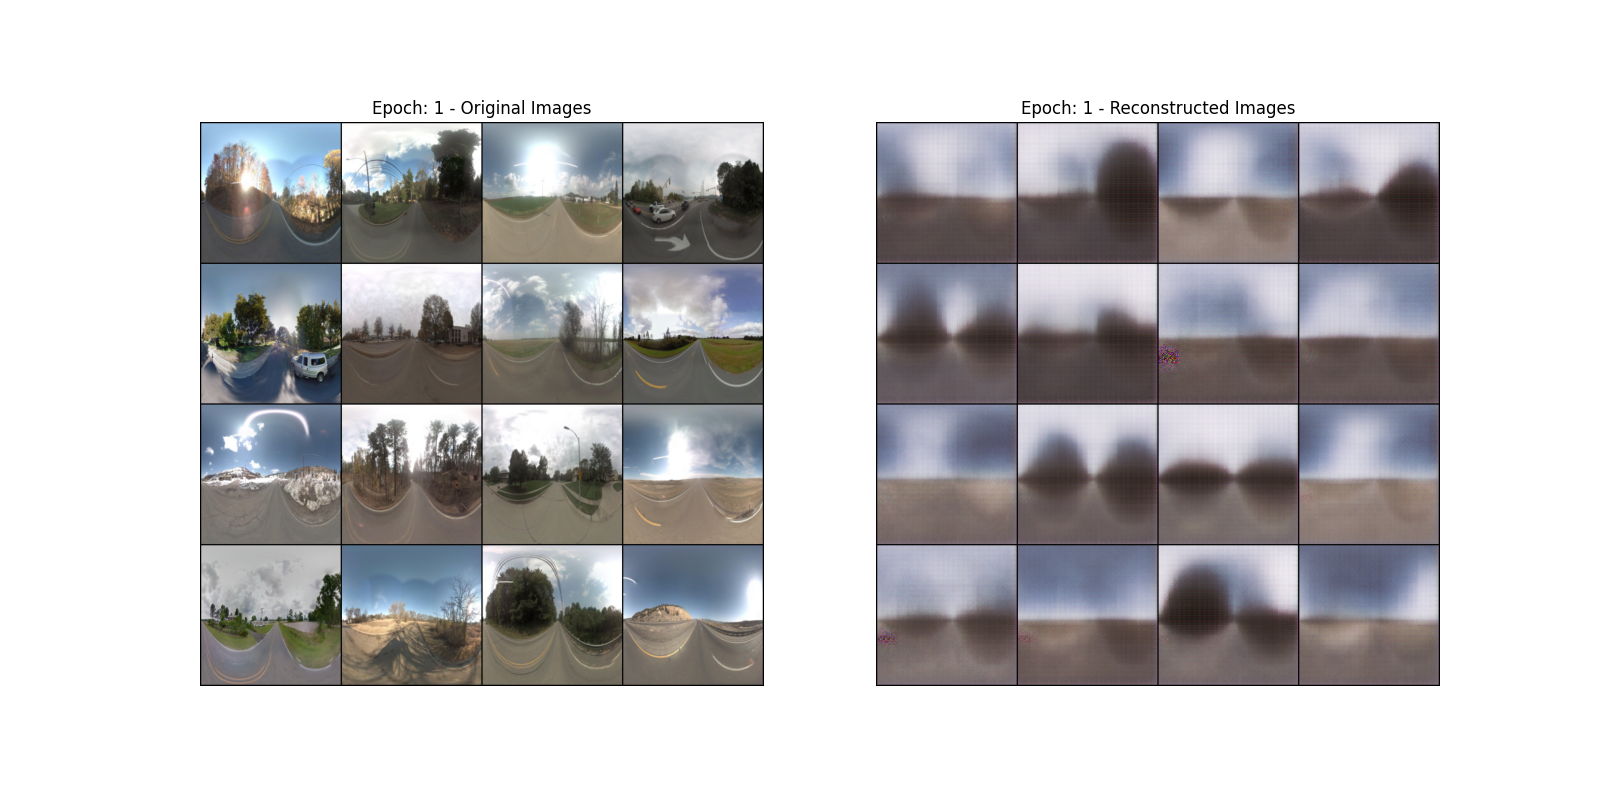 Epoch: 1 - Original Images
Epoch: 1 - Reconstructed Images